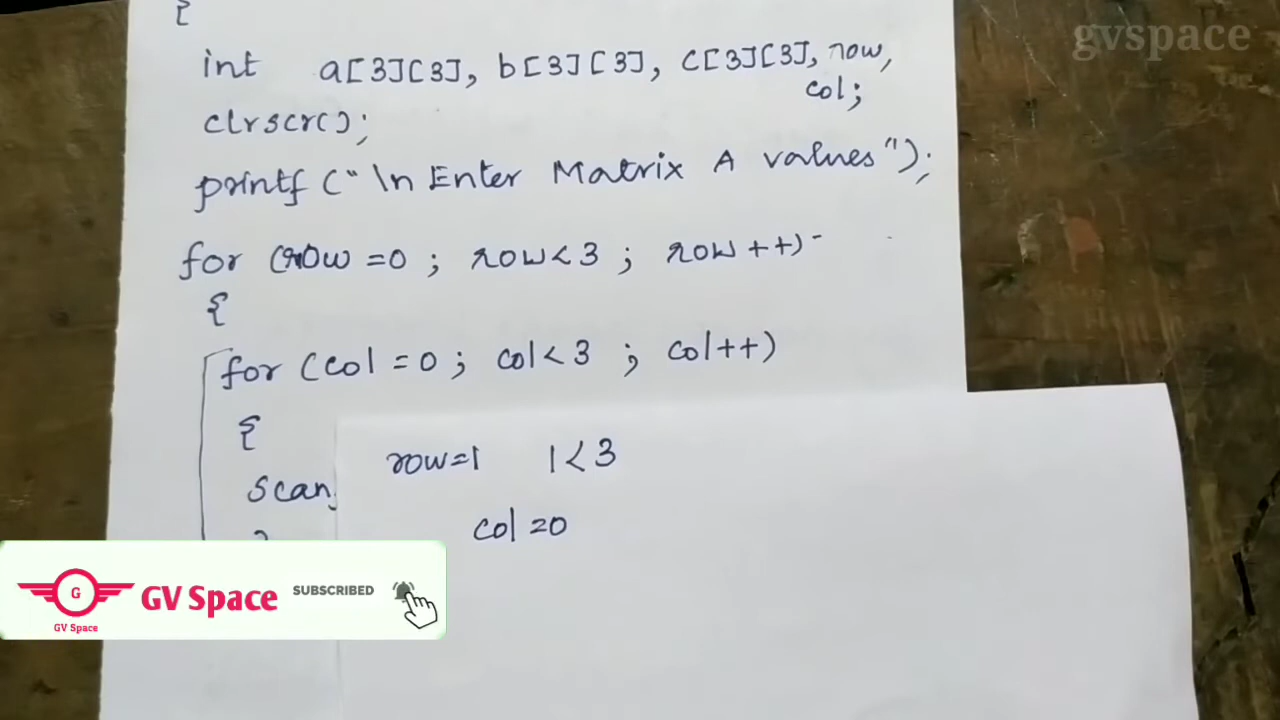 gvspace
{
int a[3][3], b[3][3], c[3][3], row,
col;
clrscr();
printf ("\n Enter Matrix A values");
for (row =0 ; row<3 ; row ++)
{
for (col =0 ; col<3 ; col++)
{
scan
row=1 1<3
col=0
G
GV Space
GV Space
SUBSCRIBED